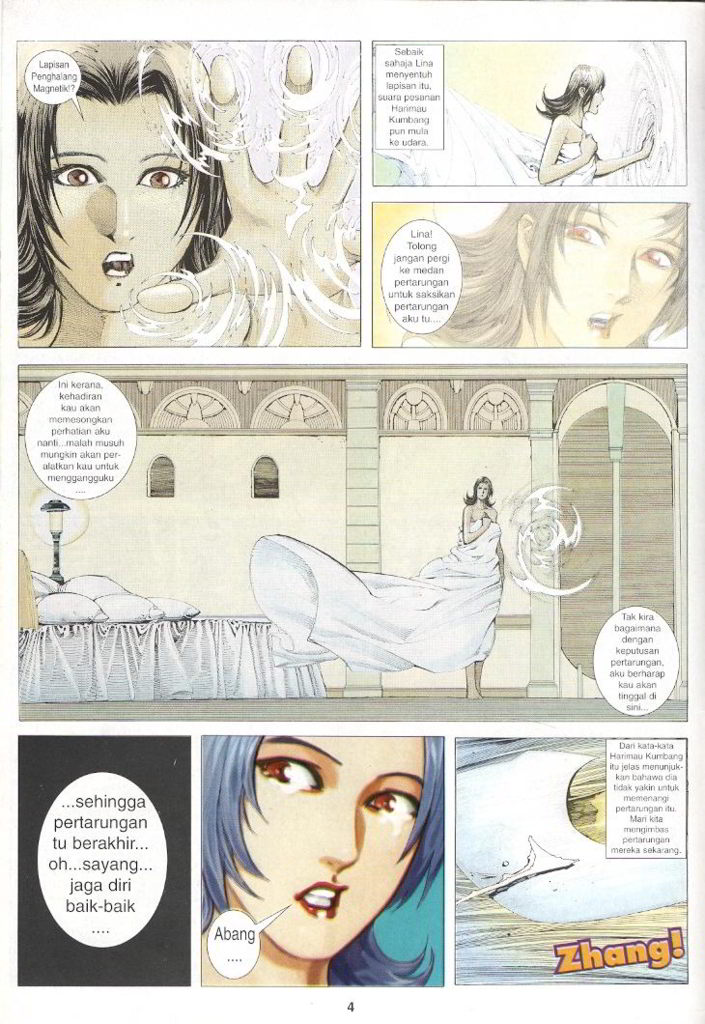 Lapisan
Penghalang
Magnetik!?
Sebaik
sahaja Lina
menyentuh
lapisan itu,
suara pesanan
Harimau
Kumbang
pun mula
ke udara.
Lina!
Tolong
jangan pergi
ke medan
pertarungan
untuk saksikan
pertarungan
aku tu....
Ini kerana,
kehadiran
kau akan
memesongkan
perhatian aku
nanti...malah musuh
mungkin akan per-
alatkan kau untuk
menggangguku
....
Tak kira
bagaimana
dengan
keputusan
pertarungan,
aku berharap
kau akan
tinggal di
sini...
...sehingga
pertarungan
tu berakhir...
oh...sayang...
jaga diri
baik-baik
....
Abang
....
Dari kata-kata
Harimau Kumbang
itu jelas menunjuk-
kan bahawa dia
tidak yakin untuk
memenangi
pertarungan itu.
Mari kita
mengimbas
pertarungan
mereka sekarang.
Zhang!
4